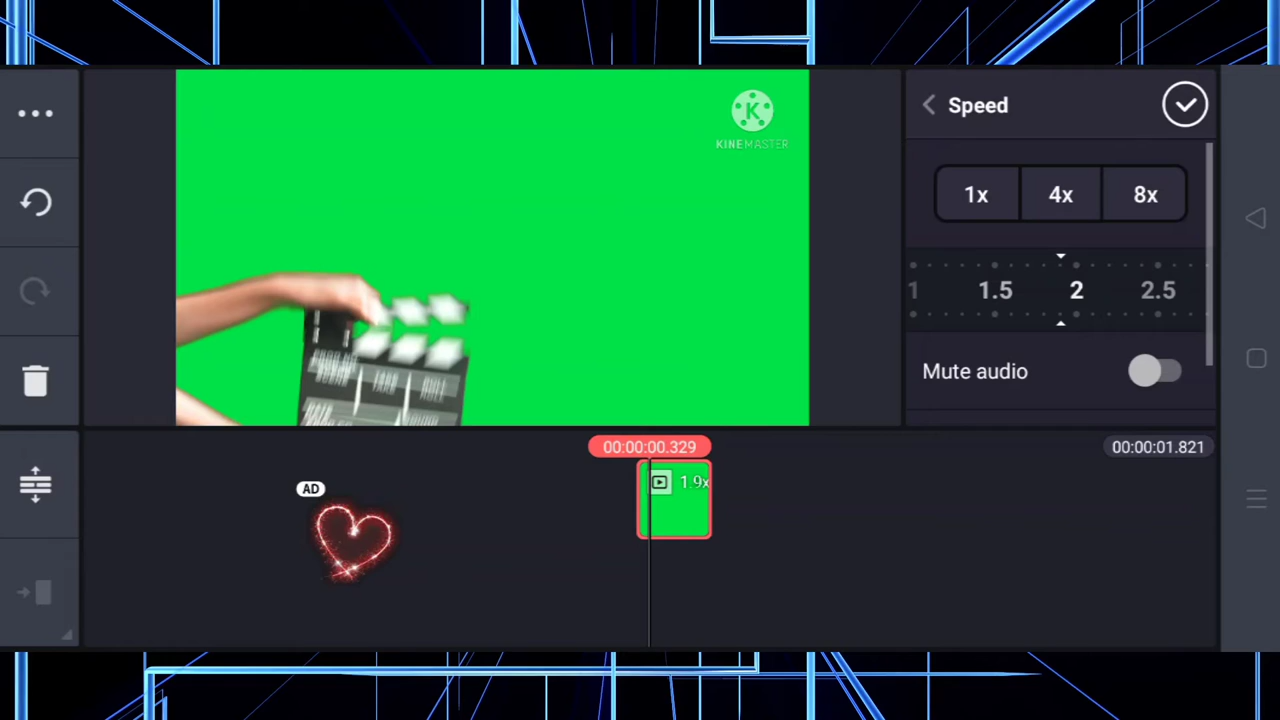 KINEMASTER
Speed
1x 4x 8x
1 1.5 2 2.5
Mute audio
00:00:00.329
00:00:01.821
AD
1.9x